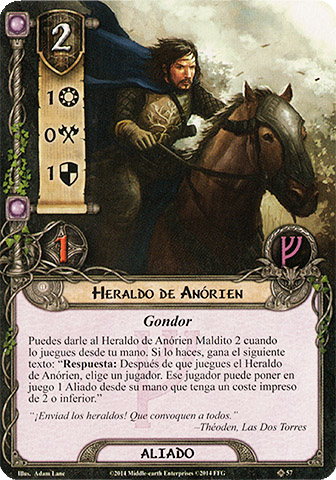 2
1
0
1
1
Heraldo de Anórien
Gondor
Puedes darle al Heraldo de Anórien Maldito 2 cuando
lo juegues desde tu mano. Si lo haces, gana el siguiente
texto: “Respuesta: Después de que juegues el Heraldo
de Anórien, elige un jugador. Ese jugador puede poner en
juego 1 Aliado desde su mano que tenga un coste impreso
de 2 o inferior.”
“¡Enviad los heraldos! Que convoquen a todos.”
—Théoden, Las Dos Torres
Aliado
Illus. Adam Lane
©2014 Middle-earth Enterprises ©2014 FFG
57